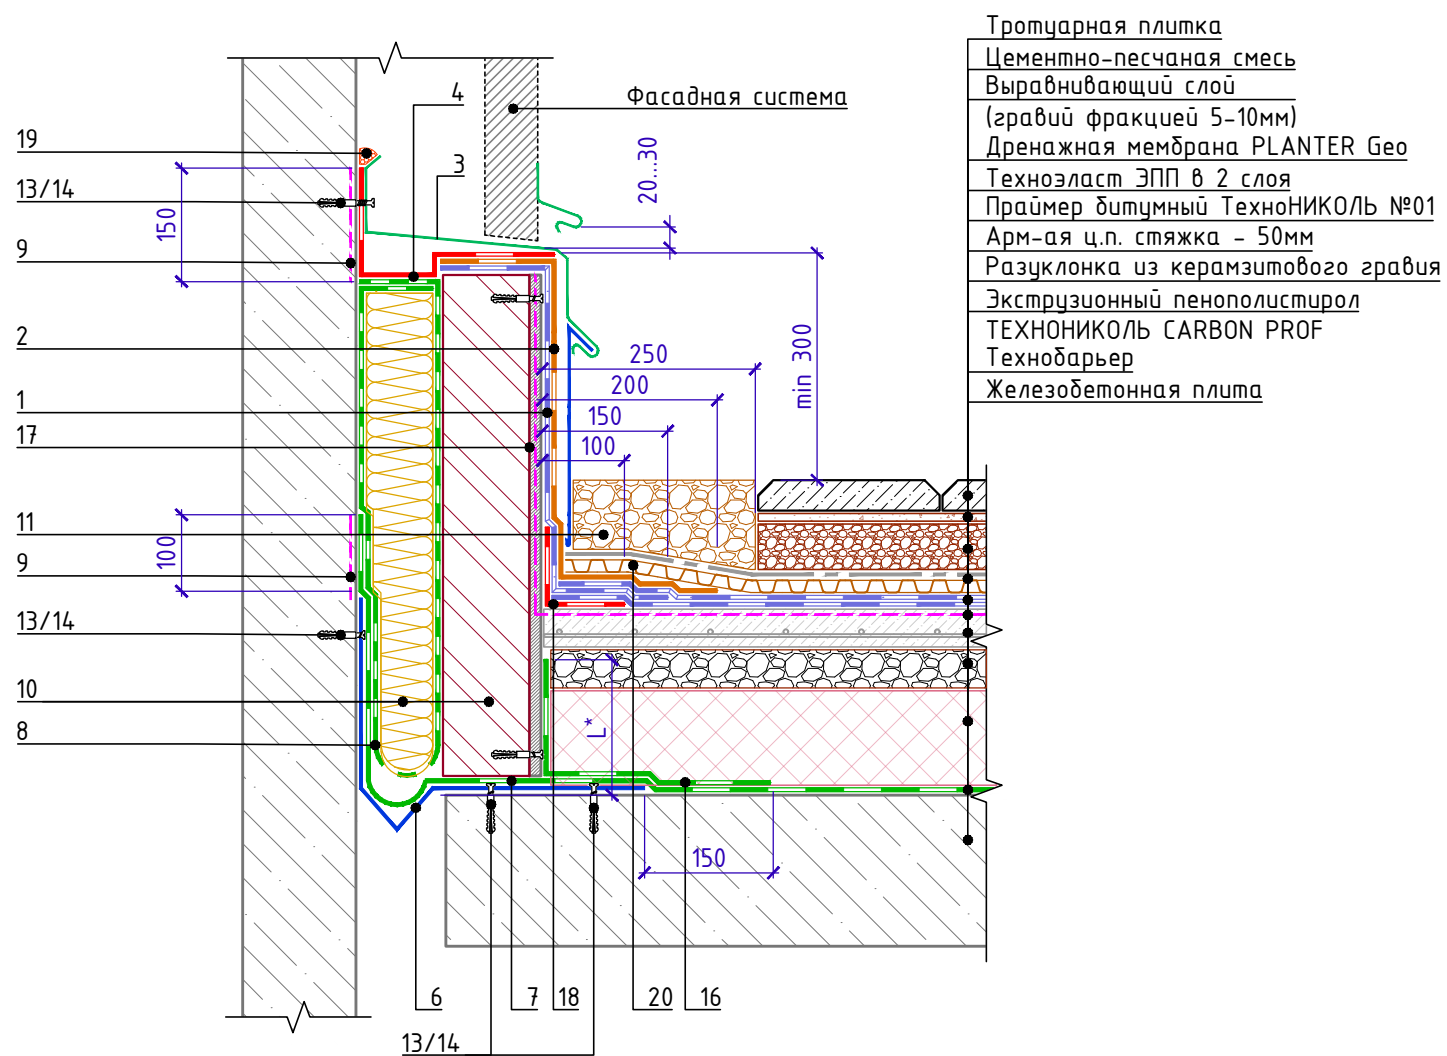 Тротуарная плитка
Цементно-песчаная смесь
Выравнивающий слой
(гравий фракцией 5-10мм)
Дренажная мембрана PLANTER Geo
Техноэласт ЭПП в 2 слоя
Праймер битумный ТехноНИКОЛЬ №01
Арм-ая ц.п. стяжка - 50мм
Разуклонка из керамзитового гравия
Экструзионный пенополистирол
ТЕХНОНИКОЛЬ CARBON PROF
Технобарьер
Железобетонная плита
Фасадная система
4
3
20...30
19
13/14
150
9
4
2
1
17
11
100
9
13/14
10
8
250
200
150
100
min 300
L*
150
6
7
18
20
16
13/14